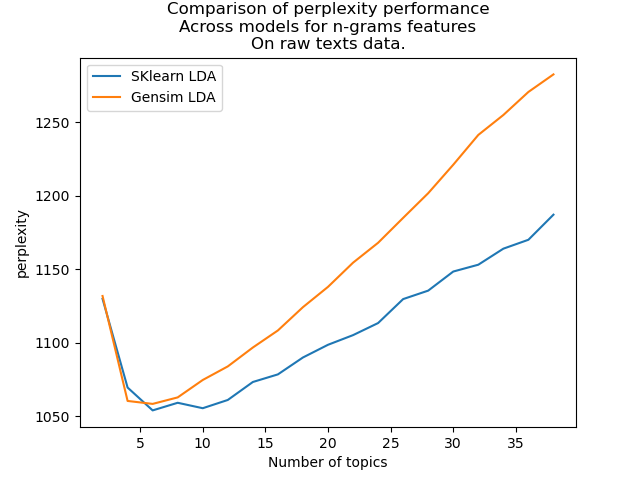 Comparison of perplexity performance
Across models for n-grams features
On raw texts data.
SKlearn LDA
Gensim LDA
perplexity
1250
1200
1150
1100
1050
5 10 15 20 25 30 35
Number of topics